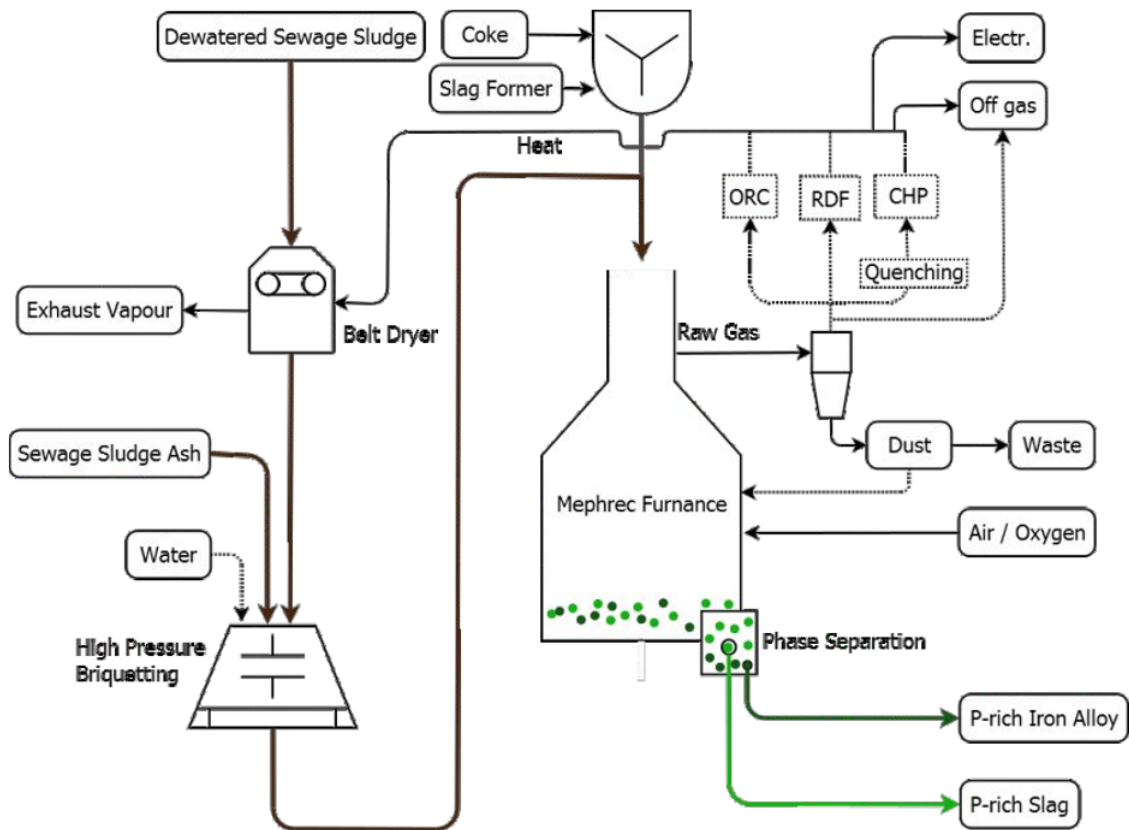 Dewatered Sewage Sludge
Coke
Electr.
Slag Former
Off gas
Heat
ORC
RDF
CHP
Quenching
Exhaust Vapour
Belt Dryer
Raw Gas
Sewage Sludge Ash
Dust
Waste
Mephrec Furnance
Air / Oxygen
Water
High Pressure
Briquetting
Phase Separation
P-rich Iron Alloy
P-rich Slag